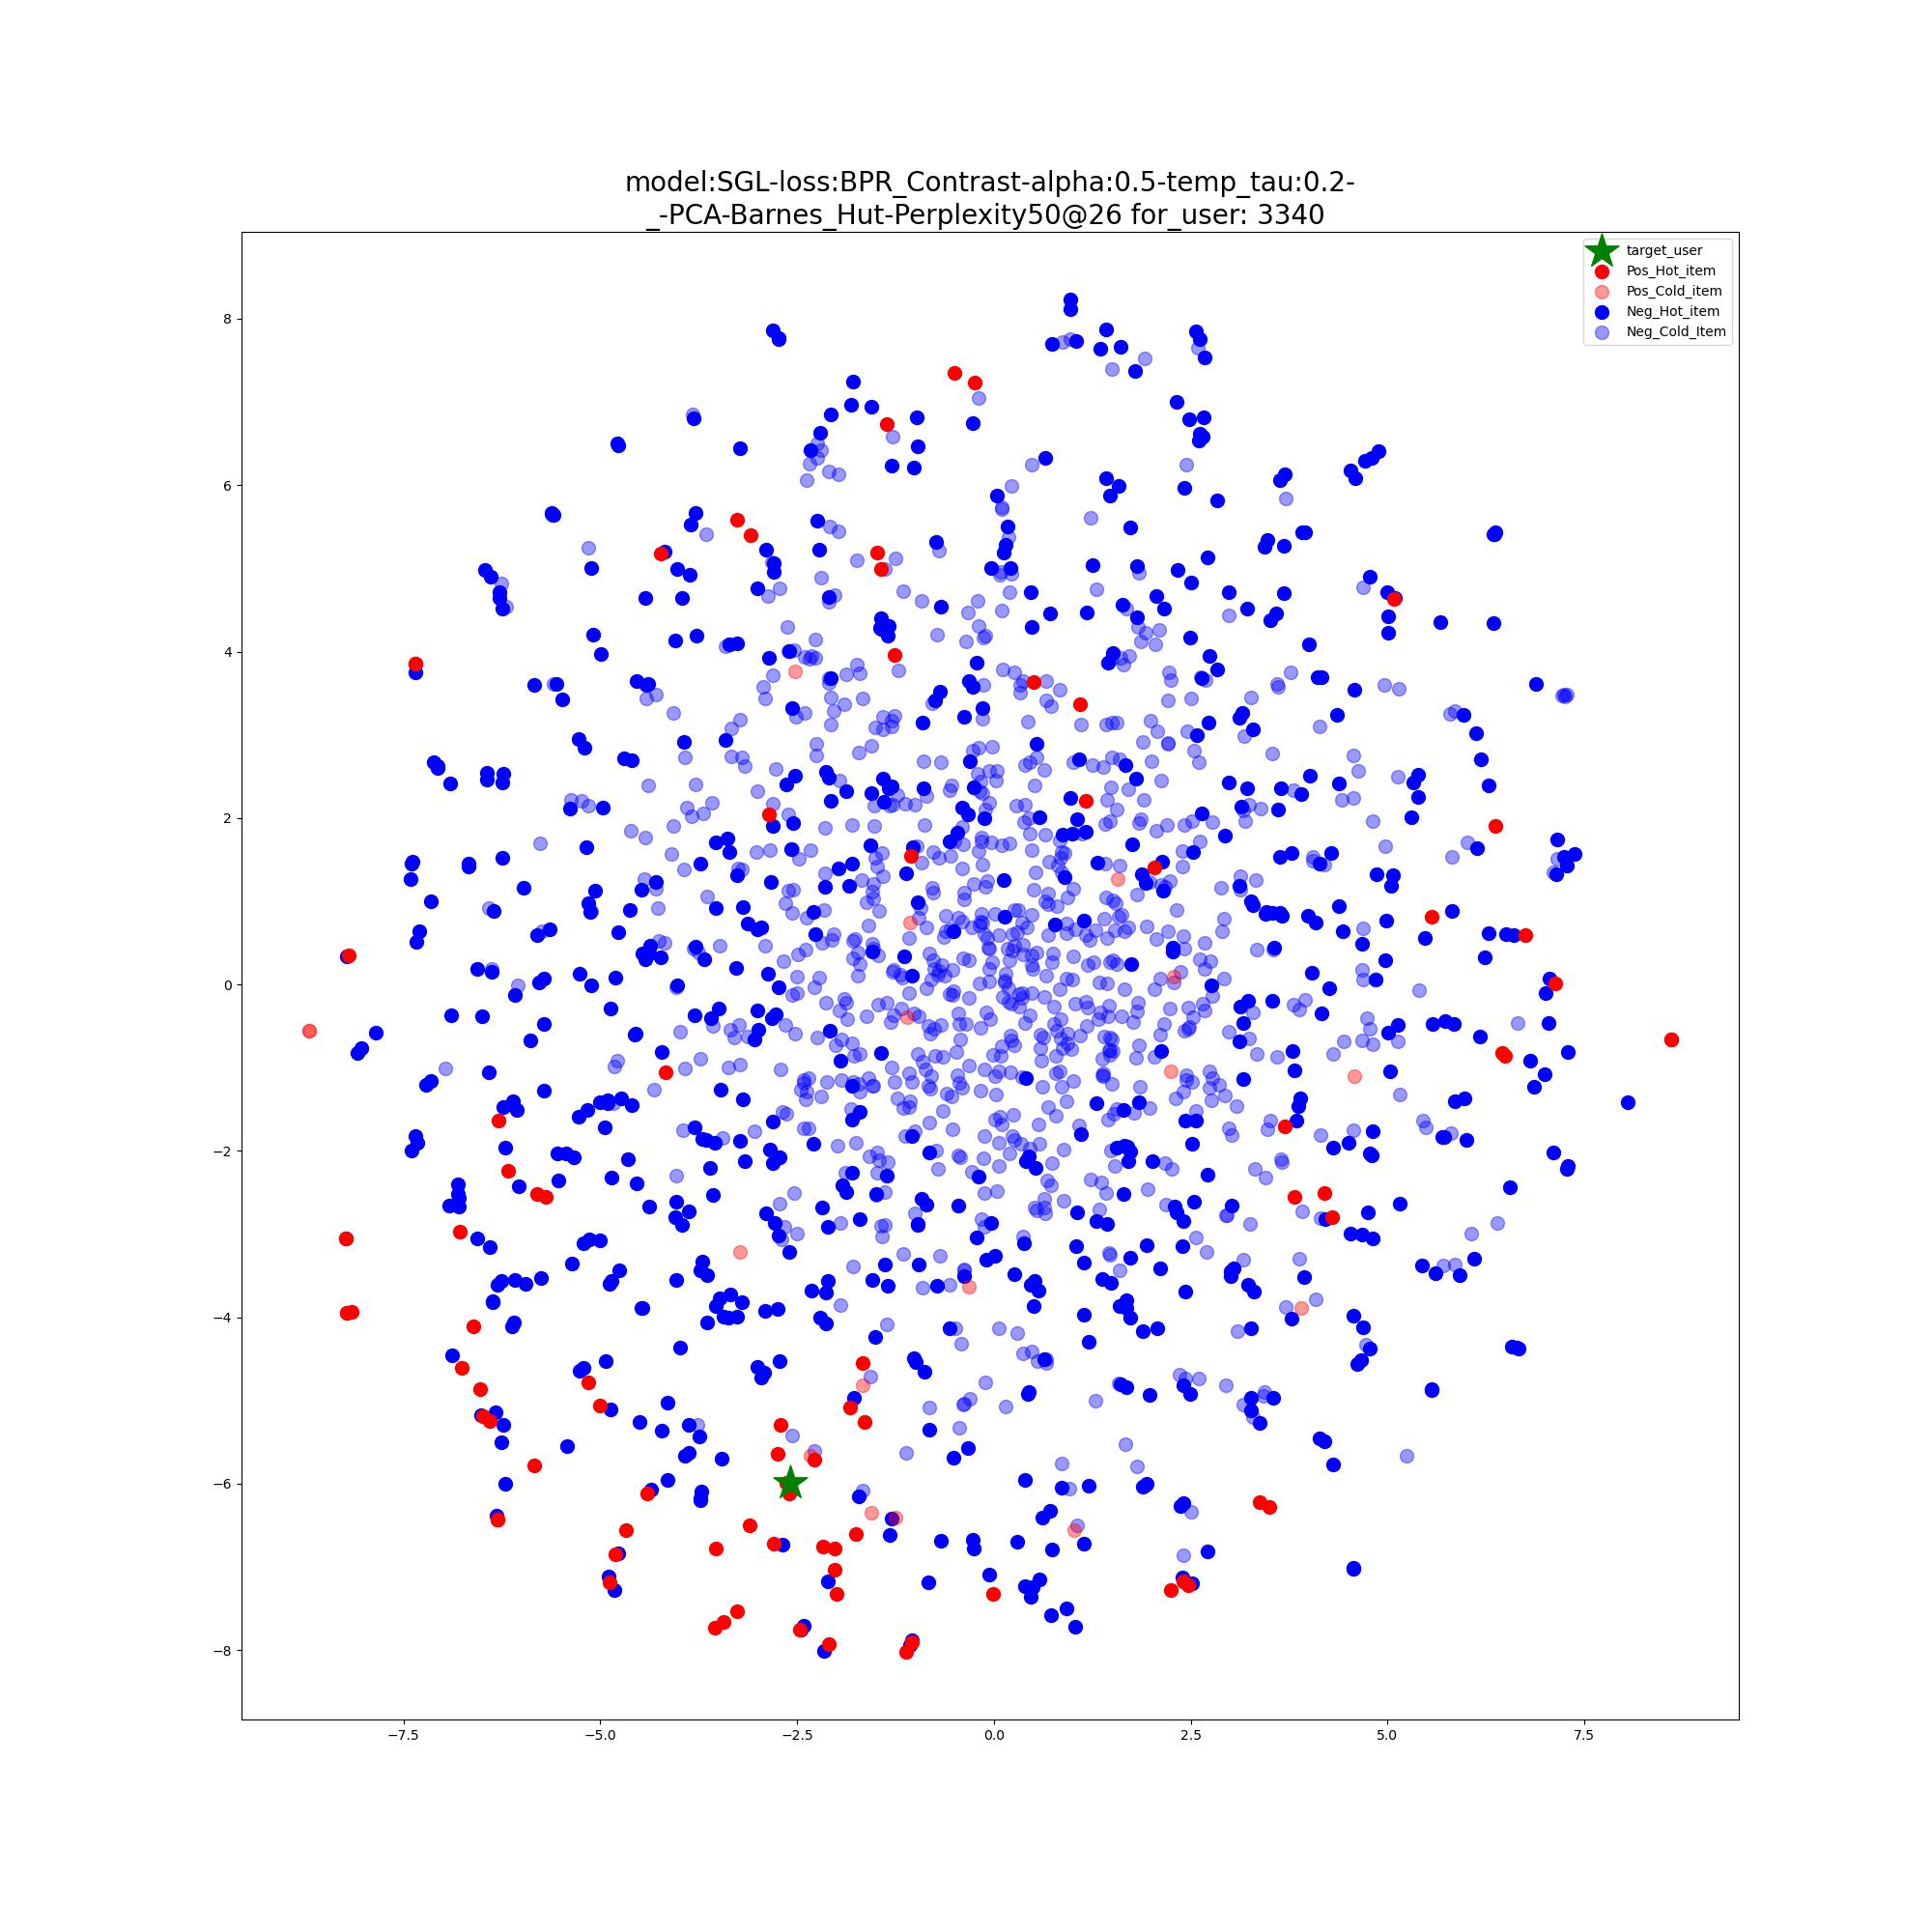 model:SGL-loss:BPR_Contrast-alpha:0.5-temp_tau:0.2-
_-PCA-Barnes_Hut-Perplexity50@26 for_user: 3340
target_user
Pos_Hot_item
Pos_Cold_item
Neg_Hot_item
Neg_Cold_Item
8
6
4
2
0
−2
−4
−6
−8
−7.5 −5.0 −2.5 0.0 2.5 5.0 7.5